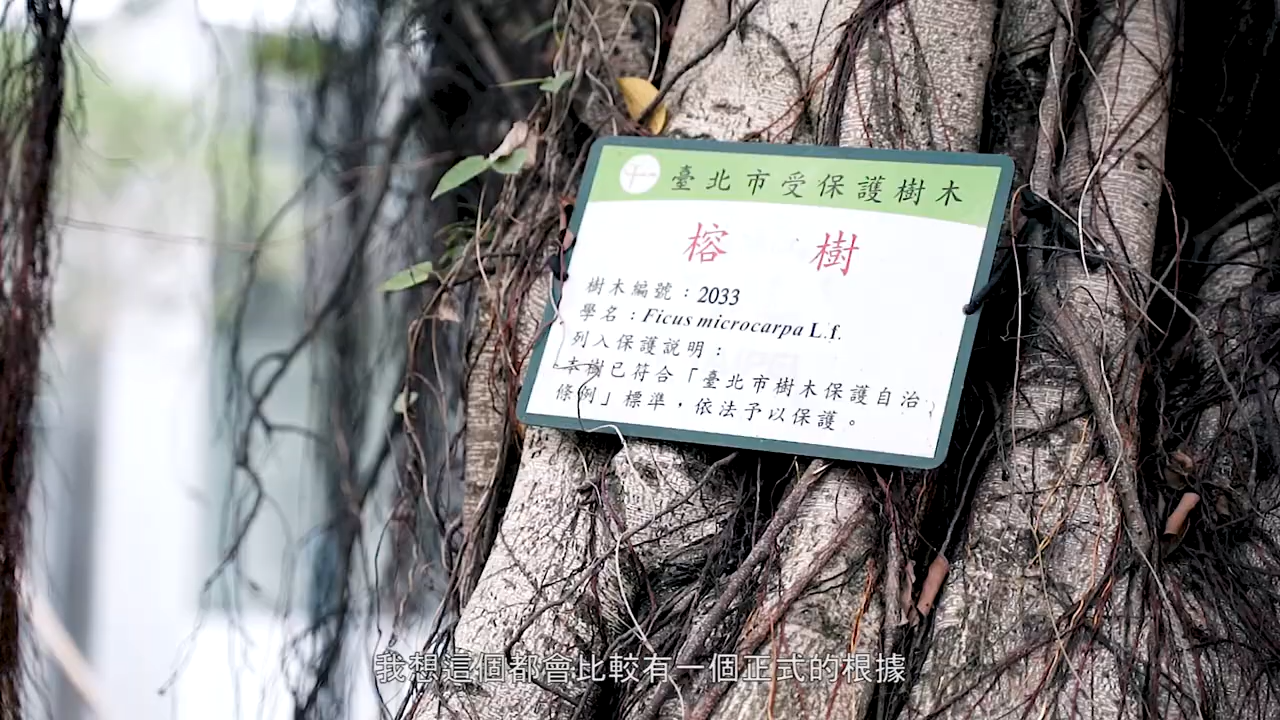 臺北市受保護樹木
榕 樹
樹木編號：2033
學名：Ficus microcarpa L.f.
列入保護說明：
本樹已符合「臺北市樹木保護自治
條例」標準，依法予以保護。
我想這個都會比較有一個正式的根據